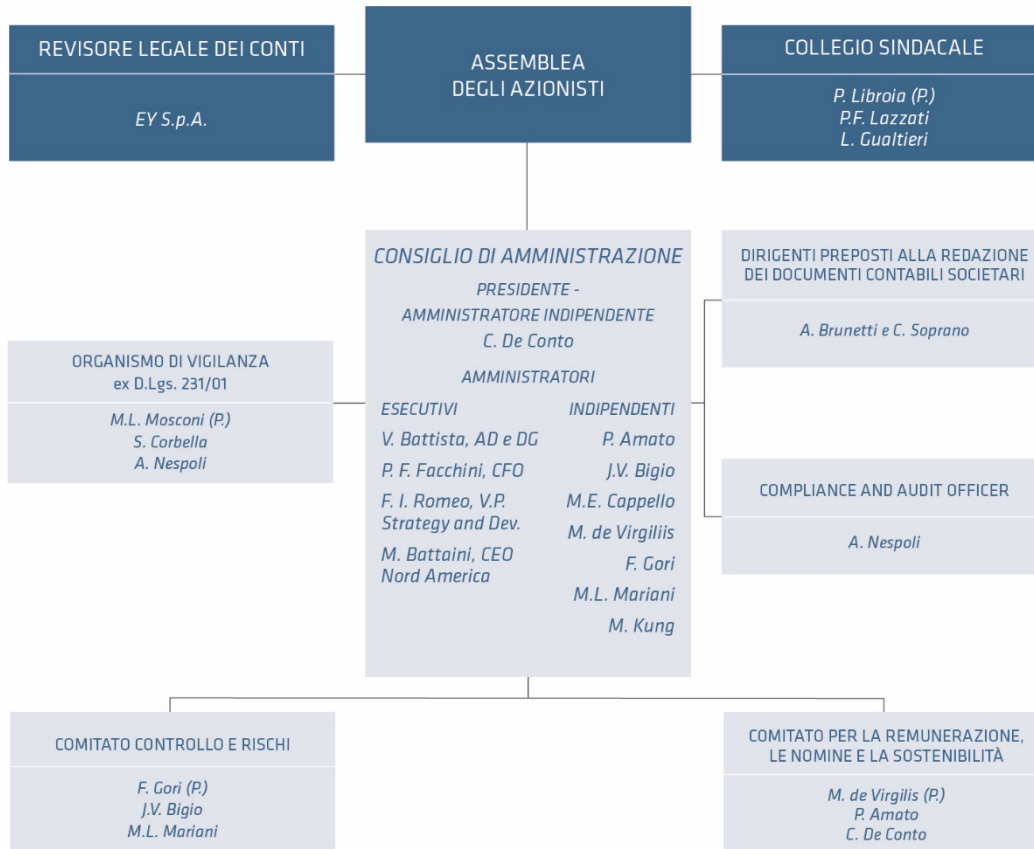 REVISORE LEGALE DEI CONTI
EY S.p.A.
ASSEMBLEA
DEGLI AZIONISTI
COLLEGIO SINDACALE
P. Libroia (P.)
P.F. Lazzati
L. Gualtieri
CONSIGLIO DI AMMINISTRAZIONE
PRESIDENTE -
AMMINISTRATORE INDIPENDENTE
C. De Conto
AMMINISTRATORI
ESECUTIVI
V. Battista, AD e DG
P. F. Facchini, CFO
F. I. Romeo, V.P.
Strategy and Dev.
M. Battaini, CEO
Nord America
INDIPENDENTI
P. Amato
J.V. Bigio
M.E. Cappello
M. de Virgiliis
F. Gori
M.L. Mariani
M. Kung
ORGANISMO DI VIGILANZA
ex D.Lgs. 231/01
M.L. Mosconi (P.)
S. Corbella
A. Nespoli
DIRIGENTI PREPOSTI ALLA REDAZIONE
DEI DOCUMENTI CONTABILI SOCIETARI
A. Brunetti e C. Soprano
COMPLIANCE AND AUDIT OFFICER
A. Nespoli
COMITATO CONTROLLO E RISCHI
F. Gori (P.)
J.V. Bigio
M.L. Mariani
COMITATO PER LA REMUNERAZIONE,
LE NOMINE E LA SOSTENIBILITÀ
M. de Virgilis (P.)
P. Amato
C. De Conto